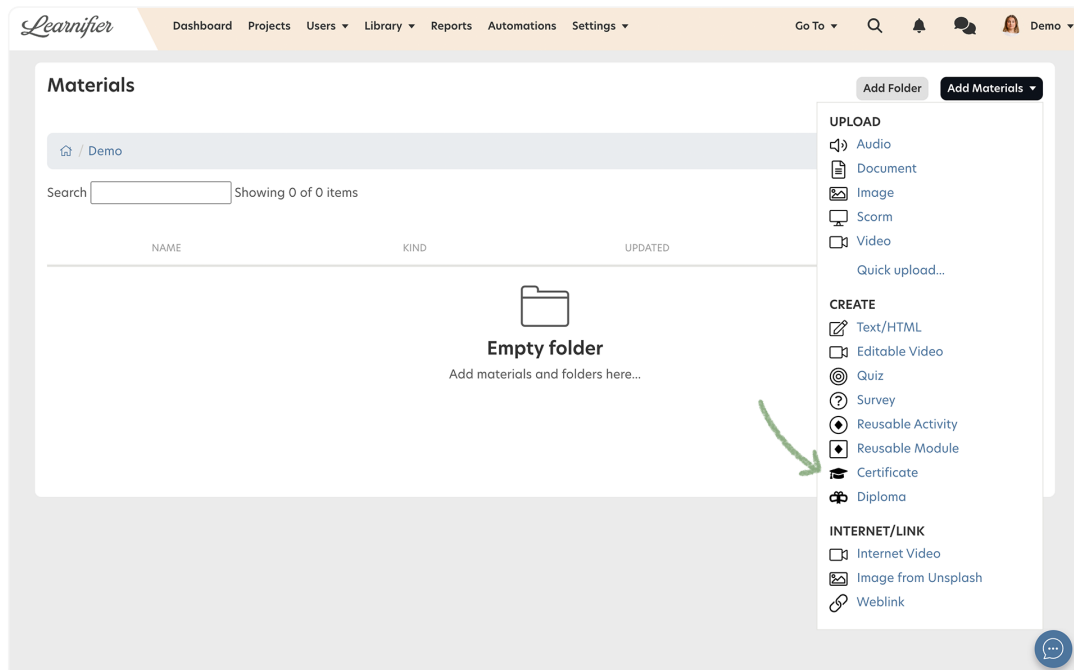 Learnifier Dashboard Projects Users Library Reports Automations Settings Go To Demo
Materials
Add Folder Add Materials
/ Demo
Search Showing 0 of 0 items
NAME KIND UPDATED
Empty folder
Add materials and folders here...
UPLOAD
Audio
Document
Image
Scorm
Video
Quick upload...
CREATE
Text/HTML
Editable Video
Quiz
Survey
Reusable Activity
Reusable Module
Certificate
Diploma
INTERNET/LINK
Internet Video
Image from Unsplash
Weblink